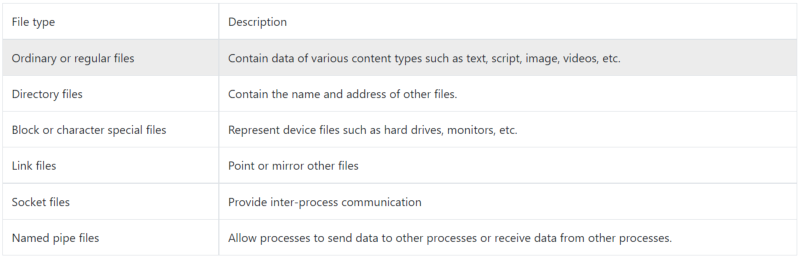 File type Description
Ordinary or regular files Contain data of various content types such as text, script, image, videos, etc.
Directory files Contain the name and address of other files.
Block or character special files Represent device files such as hard drives, monitors, etc.
Link files Point or mirror other files
Socket files Provide inter-process communication
Named pipe files Allow processes to send data to other processes or receive data from other processes.